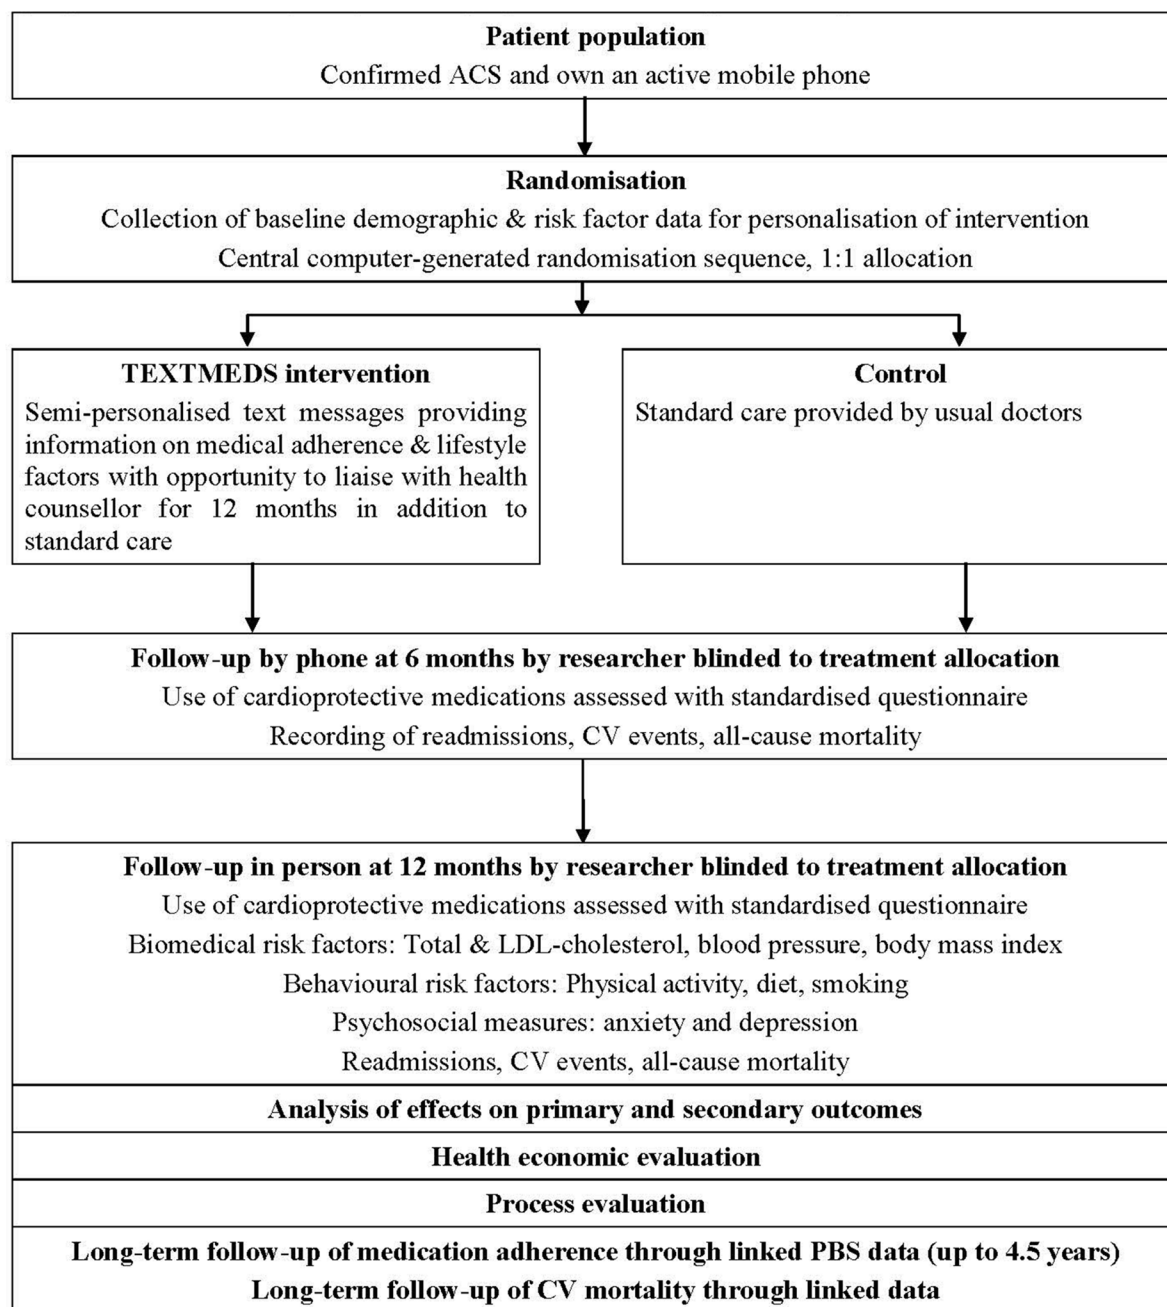 Patient population
Confirmed ACS and own an active mobile phone
Randomisation
Collection of baseline demographic & risk factor data for personalisation of intervention
Central computer-generated randomisation sequence, 1:1 allocation
TEXTMEDS intervention
Semi-personalised text messages providing
information on medical adherence & lifestyle
factors with opportunity to liaise with health
counsellor for 12 months in addition to
standard care
Control
Standard care provided by usual doctors
Follow-up by phone at 6 months by researcher blinded to treatment allocation
Use of cardioprotective medications assessed with standardised questionnaire
Recording of readmissions, CV events, all-cause mortality
Follow-up in person at 12 months by researcher blinded to treatment allocation
Use of cardioprotective medications assessed with standardised questionnaire
Biomedical risk factors: Total & LDL-cholesterol, blood pressure, body mass index
Behavioural risk factors: Physical activity, diet, smoking
Psychosocial measures: anxiety and depression
Readmissions, CV events, all-cause mortality
Analysis of effects on primary and secondary outcomes
Health economic evaluation
Process evaluation
Long-term follow-up of medication adherence through linked PBS data (up to 4.5 years)
Long-term follow-up of CV mortality through linked data